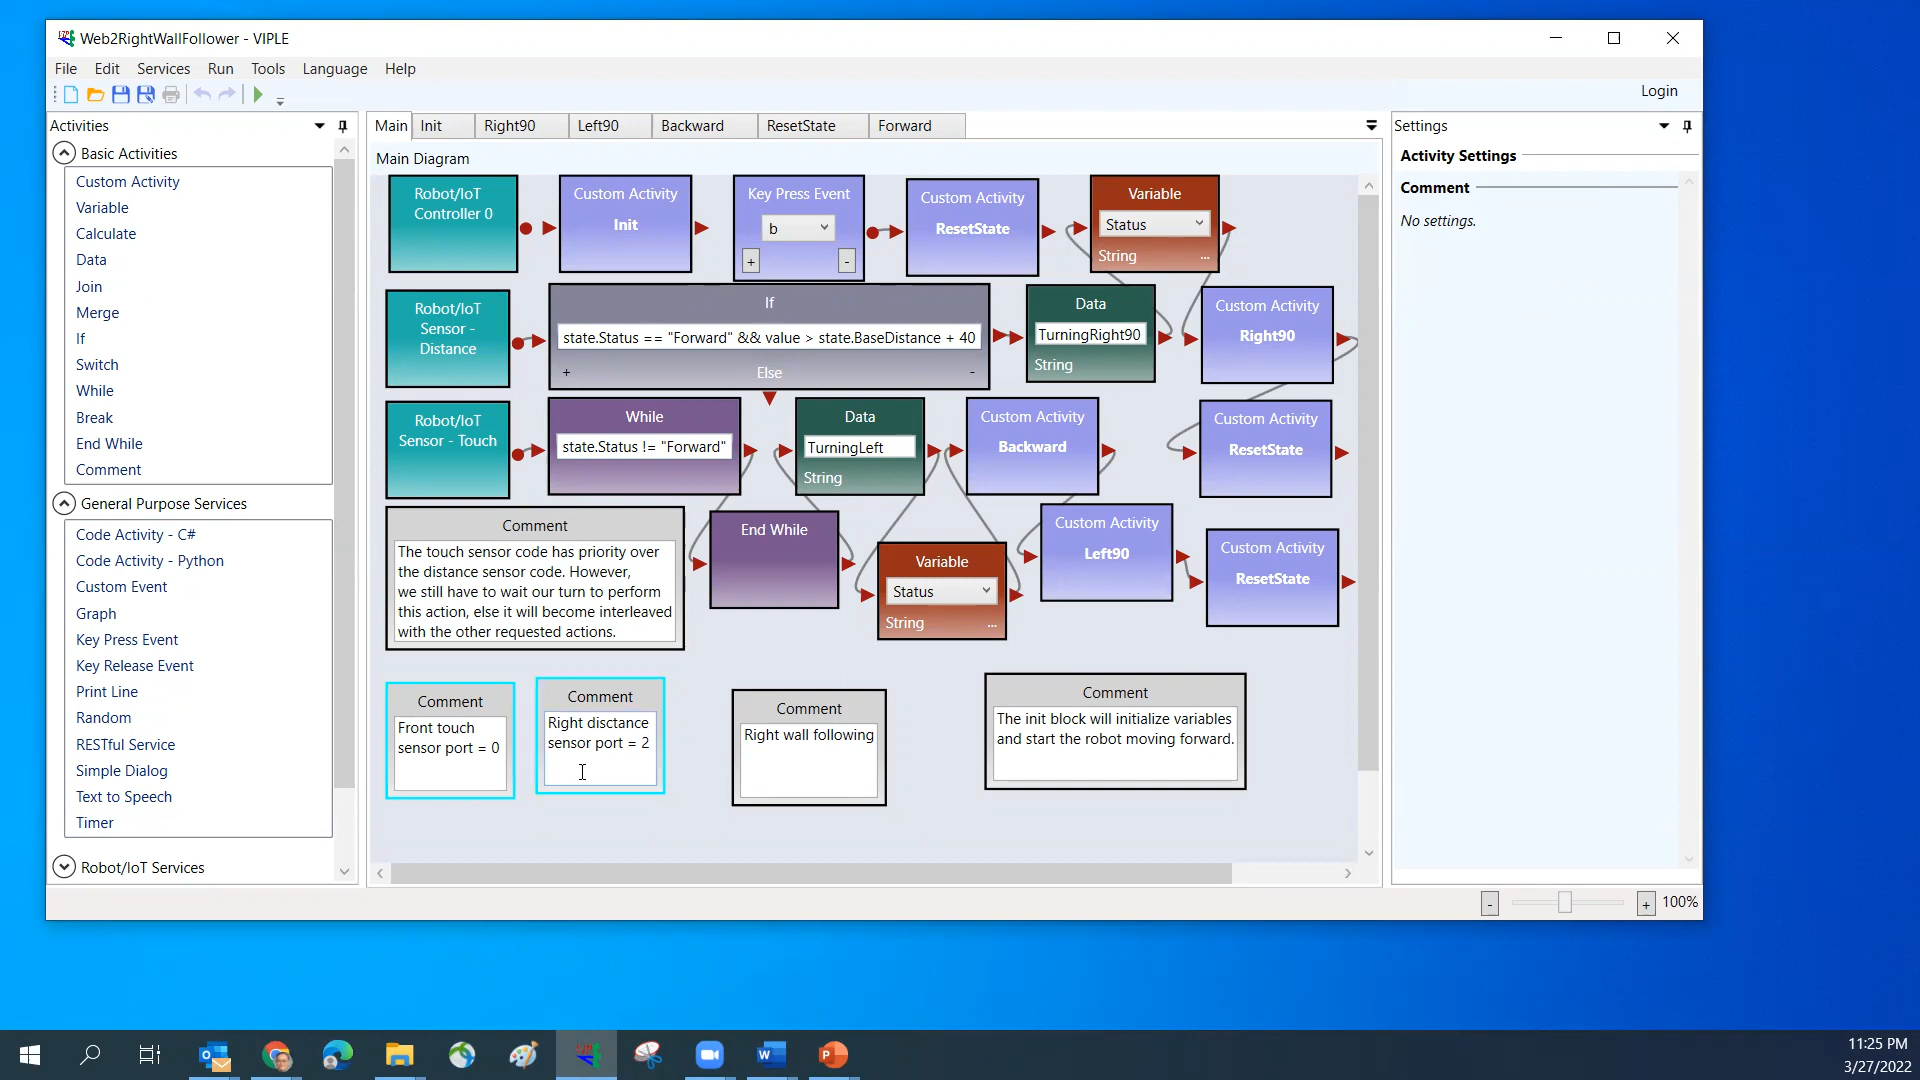 Web2RightWallFollower - VIPLE
File Edit Services Run Tools Language Help
Login
Activities
Basic Activities
Custom Activity
Variable
Calculate
Data
Join
Merge
If
Switch
While
Break
End While
Comment
General Purpose Services
Code Activity - C#
Code Activity - Python
Custom Event
Graph
Key Press Event
Key Release Event
Print Line
Random
RESTful Service
Simple Dialog
Text to Speech
Timer
Robot/IoT Services
Main Init Right90 Left90 Backward ResetState Forward
Main Diagram
Robot/IoT
Controller 0
Custom Activity
Init
Key Press Event
b
+ -
Custom Activity
ResetState
Variable
Status
String ...
Robot/IoT
Sensor -
Distance
If
state.Status == "Forward" && value > state.BaseDistance + 40
+ Else -
Data
TurningRight90
String
Custom Activity
Right90
Robot/IoT
Sensor - Touch
While
state.Status != "Forward"
Data
TurningLeft
String
Custom Activity
Backward
Custom Activity
ResetState
Comment
The touch sensor code has priority over
the distance sensor code. However,
we still have to wait our turn to perform
this action, else it will become interleaved
with the other requested actions.
End While
Variable
Status
String ...
Custom Activity
Left90
Custom Activity
ResetState
Comment
Front touch
sensor port = 0
Comment
Right disctance
sensor port = 2
Comment
Right wall following
Comment
The init block will initialize variables
and start the robot moving forward.
Settings
Activity Settings
Comment
No settings.
- + 100%
11:25 PM
3/27/2022